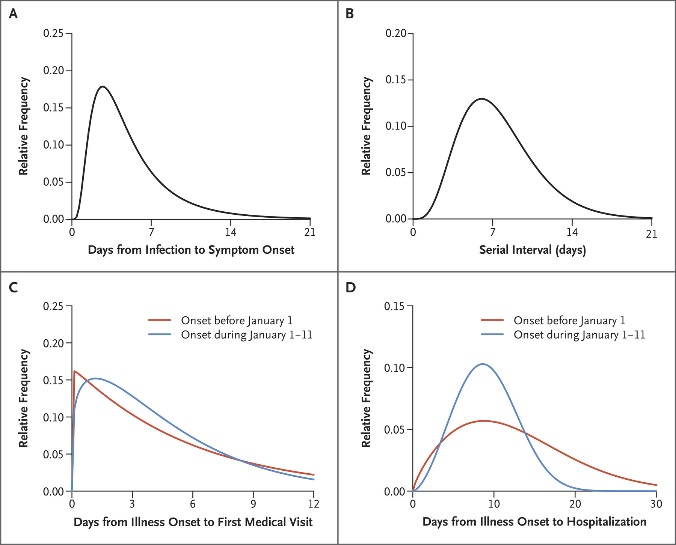 A
0.25
0.20
0.15
0.10
0.05
0.00
Relative Frequency
0 7 14 21
Days from Infection to Symptom Onset
B
0.20
0.15
0.10
0.05
0.00
Relative Frequency
0 7 14 21
Serial Interval (days)
C
0.25
0.20
0.15
0.10
0.05
0.00
Relative Frequency
Onset before January 1
Onset during January 1–11
0 3 6 9 12
Days from Illness Onset to First Medical Visit
D
0.15
0.10
0.05
0.00
Relative Frequency
Onset before January 1
Onset during January 1–11
0 10 20 30
Days from Illness Onset to Hospitalization